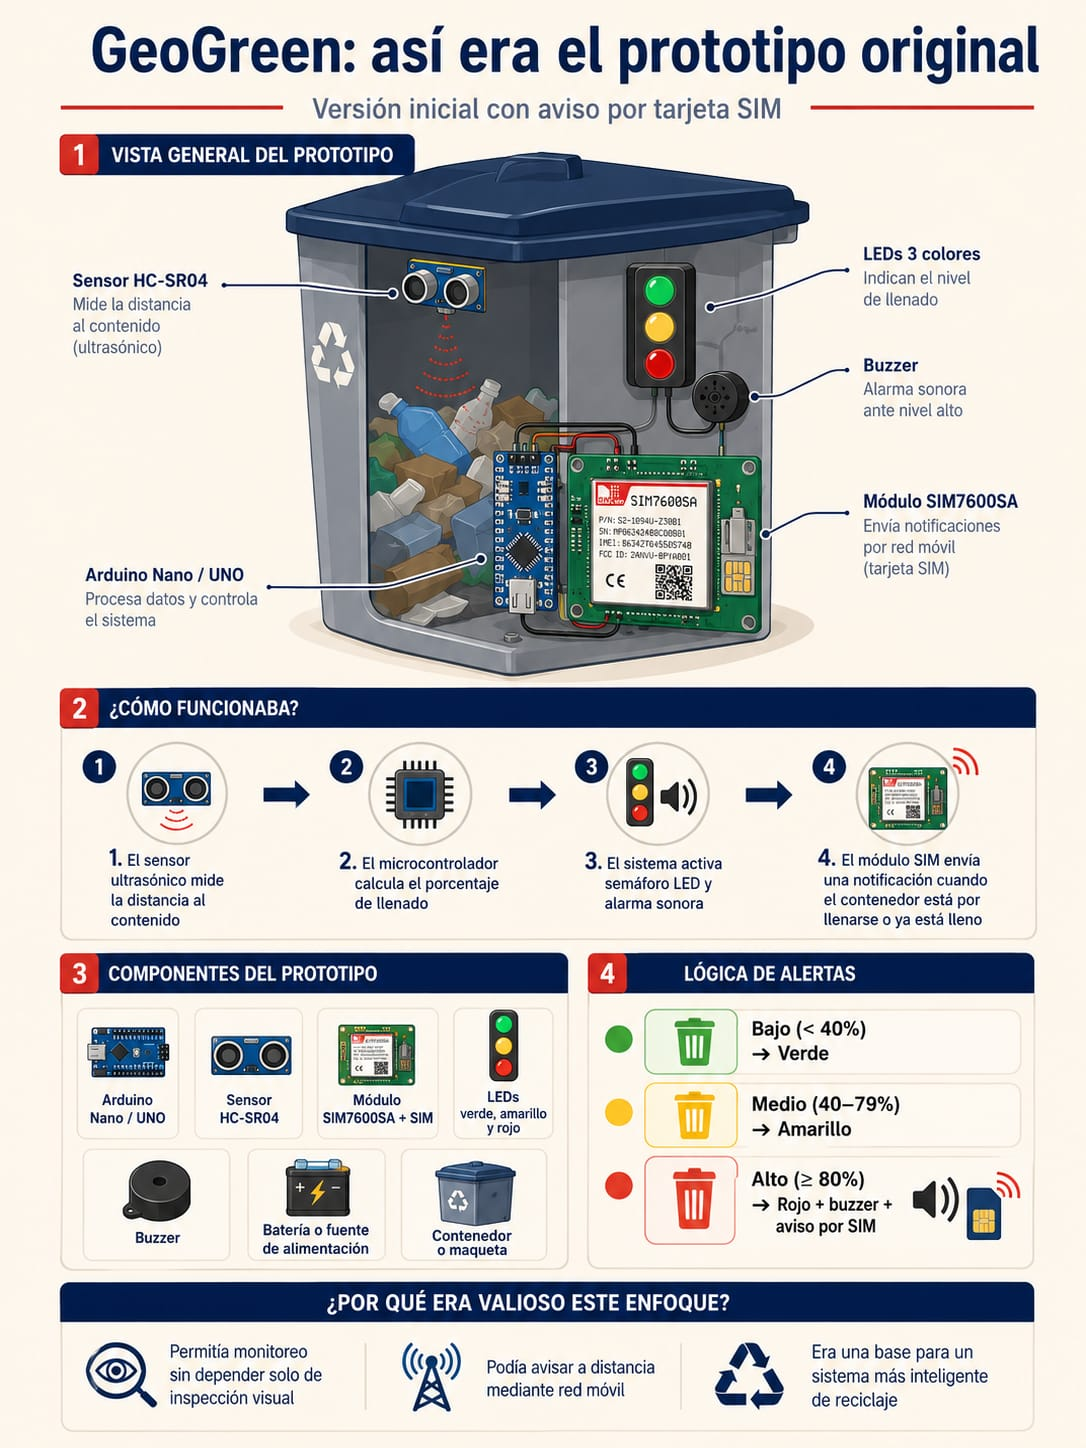 GeoGreen: así era el prototipo original
Versión inicial con aviso por tarjeta SIM
1 VISTA GENERAL DEL PROTOTIPO
Sensor HC-SR04
Mide la distancia
al contenido
(ultrasónico)
LEDs 3 colores
Indican el nivel
de llenado
Buzzer
Alarma sonora
ante nivel alto
Módulo SIM7600SA
Envía notificaciones
por red móvil
(tarjeta SIM)
Arduino Nano / UNO
Procesa datos y controla
el sistema
SIM7600SA
CE
2 ¿CÓMO FUNCIONABA?
1
2
3
4
1. El sensor
ultrasónico mide
la distancia al
contenido
2. El microcontrolador
calcula el porcentaje
de llenado
3. El sistema activa
semáforo LED y
alarma sonora
4. El módulo SIM envía
una notificación cuando
el contenedor está por
llenarse o ya está lleno
3 COMPONENTES DEL PROTOTIPO
Arduino
Nano / UNO
Sensor
HC-SR04
Módulo
SIM7600SA + SIM
LEDs
verde, amarillo
y rojo
Buzzer
Batería o fuente
de alimentación
Contenedor
o maqueta
4 LÓGICA DE ALERTAS
Bajo (< 40%)
→ Verde
Medio (40–79%)
→ Amarillo
Alto (≥ 80%)
→ Rojo + buzzer +
aviso por SIM
¿POR QUÉ ERA VALIOSO ESTE ENFOQUE?
Permitía monitoreo
sin depender solo de
inspección visual
Podía avisar a distancia
mediante red móvil
Era una base para un
sistema más inteligente
de reciclaje